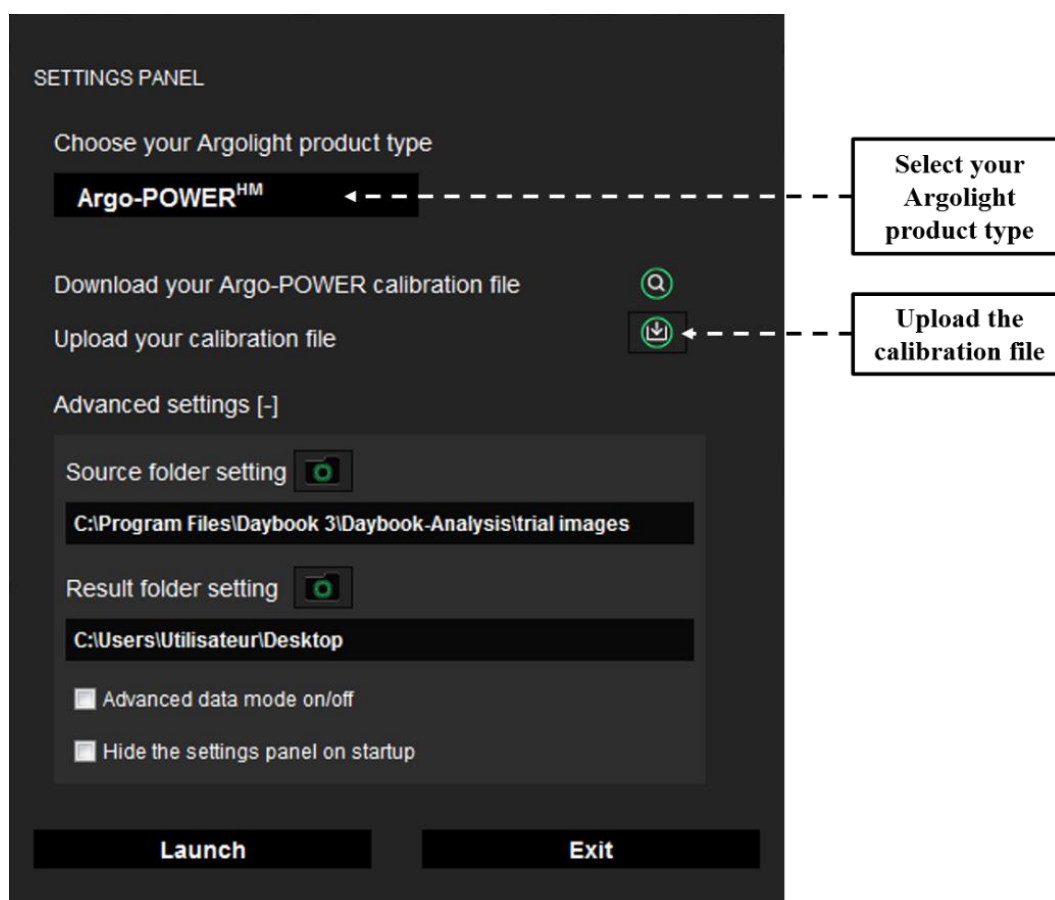 SETTINGS PANEL
Choose your Argolight product type
Argo-POWERᴴᴹ
Select your
Argolight
product type
Download your Argo-POWER calibration file
Upload your calibration file
Upload the
calibration file
Advanced settings [-]
Source folder setting
C:\Program Files\Daybook 3\Daybook-Analysis\trial images
Result folder setting
C:\Users\Utilisateur\Desktop
Advanced data mode on/off
Hide the settings panel on startup
Launch
Exit